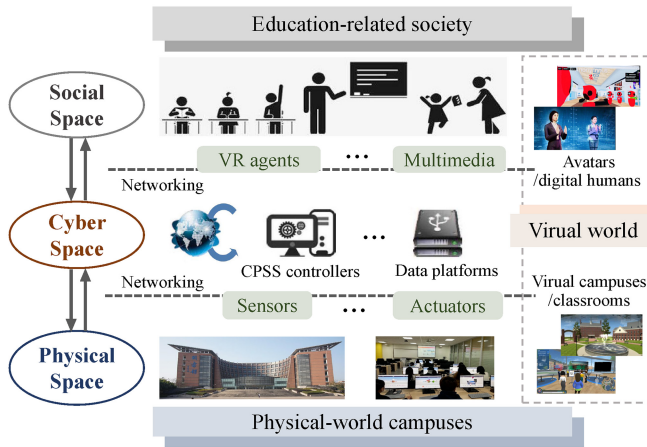 Education-related society
Social
Space
VR agents
...
Multimedia
Avatars
/digital humans
Networking
Cyber
Space
CPSS controllers
...
Data platforms
Virual world
Networking
Sensors
...
Actuators
Virual campuses
/classrooms
Physical
Space
Physical-world campuses